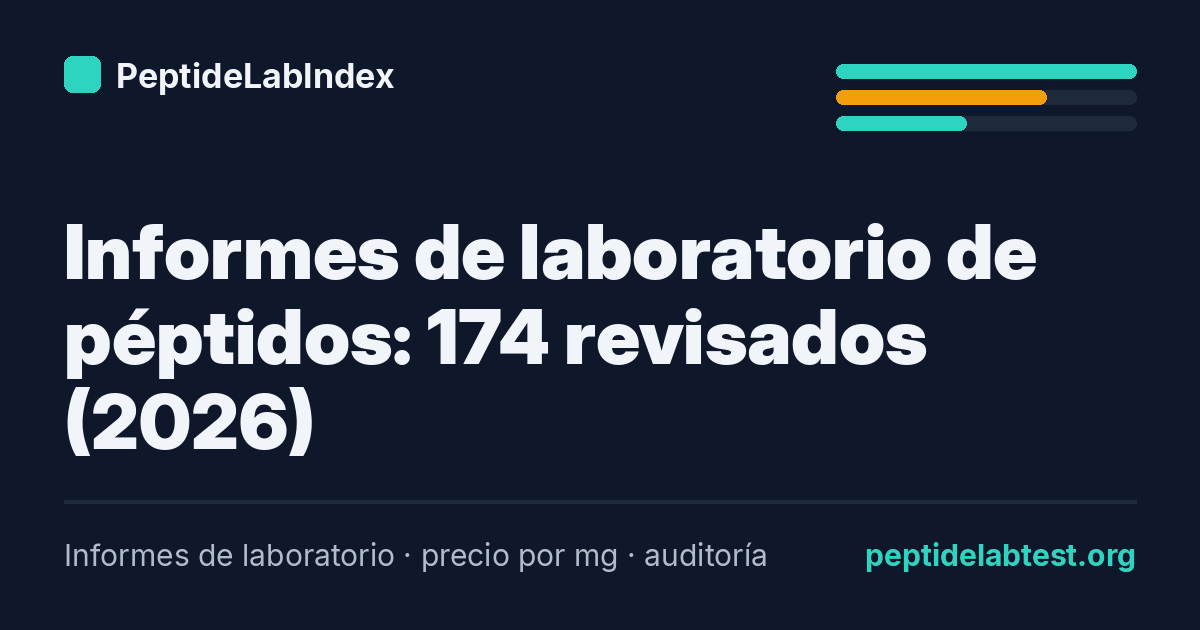 PeptideLabIndex
Informes de laboratorio de
péptidos: 174 revisados
(2026)
Informes de laboratorio · precio por mg · auditoría
peptidelabtest.org